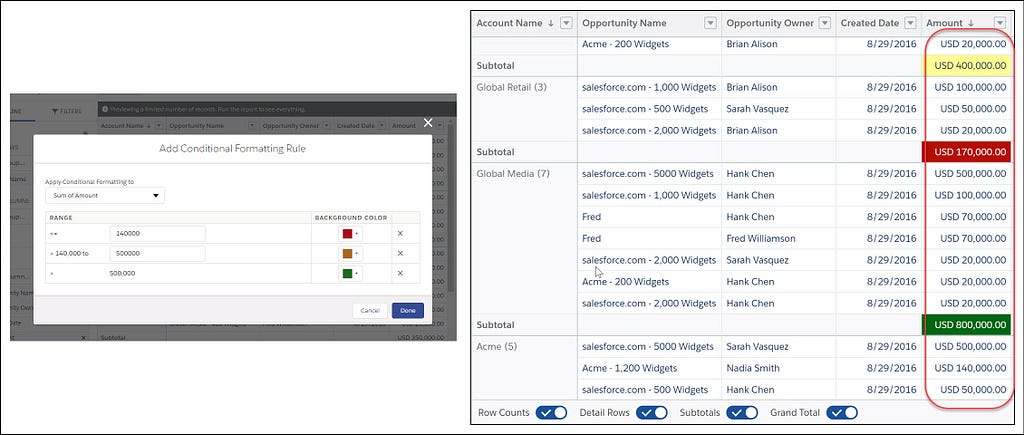 LINE FILTERS Previewing a limited number of records. Run the report to see everything.
Account Name Opportunity Name Opportunity Owner Created Date Amount
Add Conditional Formatting Rule
Apply Conditional Formatting to
Sum of Amount
RANGE BACKGROUND COLOR
<= 140000
> 140,000 to 500000
> 500,000
Cancel Done
Subtotal USD 350,000.00
Account Name ↓ Opportunity Name Opportunity Owner Created Date Amount ↓
Acme - 200 Widgets Brian Alison 8/29/2016 USD 20,000.00
Subtotal USD 400,000.00
Global Retail (3) salesforce.com - 1,000 Widgets Brian Alison 8/29/2016 USD 100,000.00
salesforce.com - 500 Widgets Sarah Vasquez 8/29/2016 USD 50,000.00
salesforce.com - 2,000 Widgets Brian Alison 8/29/2016 USD 20,000.00
Subtotal USD 170,000.00
Global Media (7) salesforce.com - 5000 Widgets Hank Chen 8/29/2016 USD 500,000.00
salesforce.com - 1,000 Widgets Hank Chen 8/29/2016 USD 100,000.00
Fred Hank Chen 8/29/2016 USD 70,000.00
Fred Fred Williamson 8/29/2016 USD 70,000.00
salesforce.com - 2,000 Widgets Sarah Vasquez 8/29/2016 USD 20,000.00
Acme - 200 Widgets Hank Chen 8/29/2016 USD 20,000.00
salesforce.com - 2,000 Widgets Hank Chen 8/29/2016 USD 20,000.00
Subtotal USD 800,000.00
Acme (5) salesforce.com - 5000 Widgets Sarah Vasquez 8/29/2016 USD 500,000.00
Acme - 1,200 Widgets Nadia Smith 8/29/2016 USD 140,000.00
salesforce.com - 500 Widgets Hank Chen 8/29/2016 USD 50,000.00
Row Counts Detail Rows Subtotals Grand Total